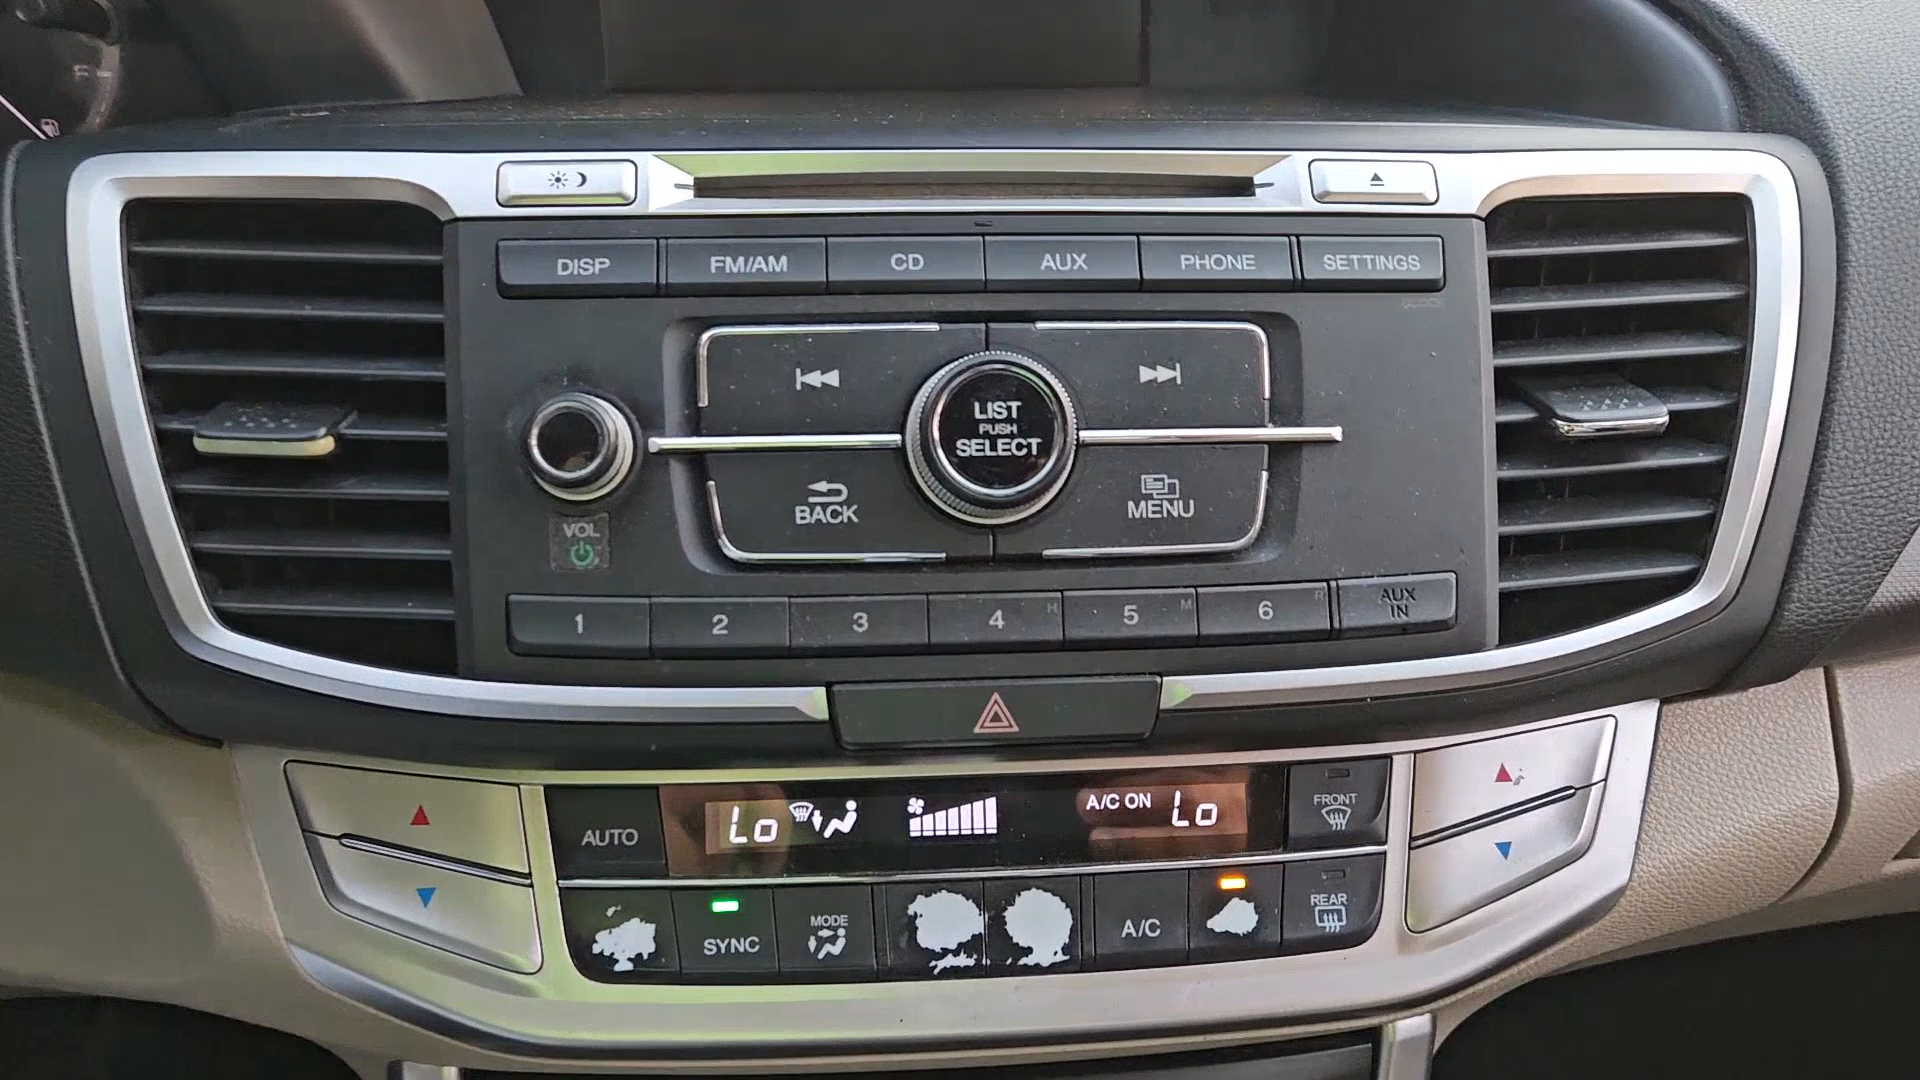 F
DISP
FM/AM
CD
AUX
PHONE
SETTINGS
CLOCK
LIST
PUSH
SELECT
BACK
MENU
VOL
1
2
3
4
H
5
M
6
R
AUX
IN
Lo
A/C ON
Lo
AUTO
FRONT
SYNC
MODE
A/C
REAR